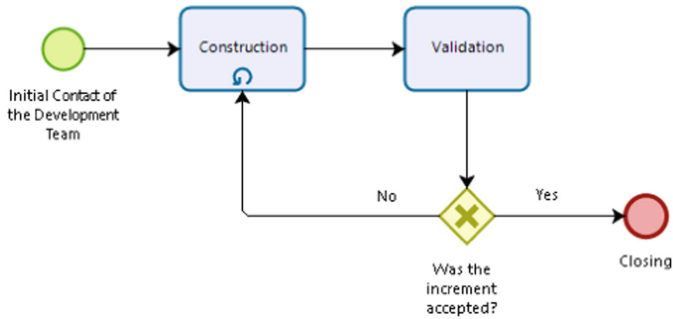 Construction
Validation
Initial Contact of
the Development
Team
No
Yes
Closing
Was the
increment
accepted?